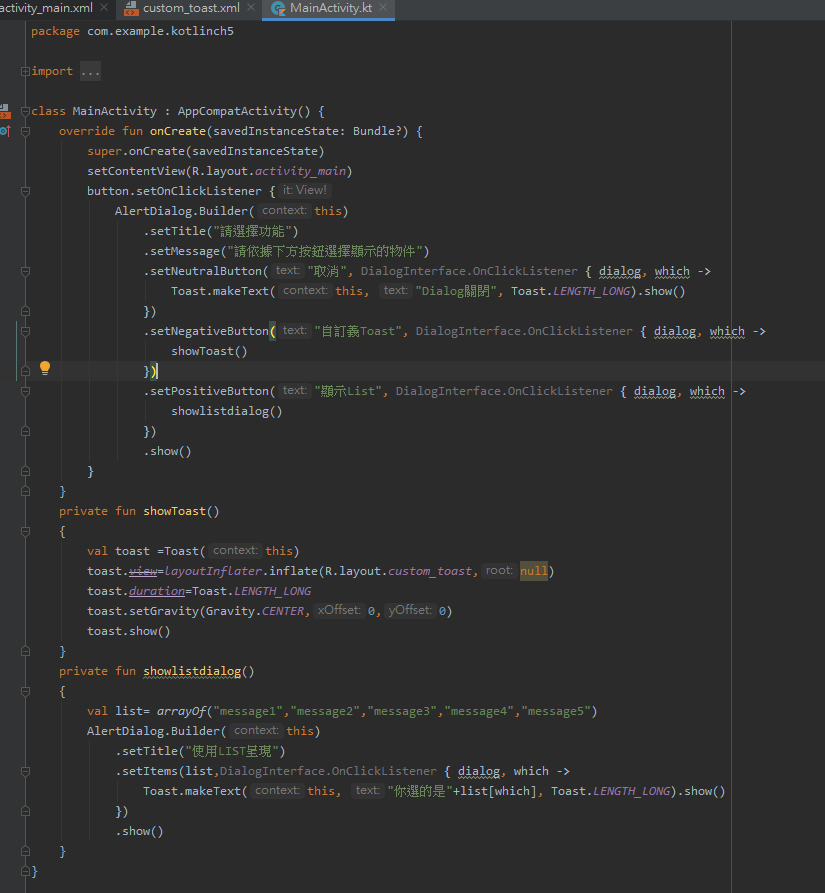 activity_main.xml custom_toast.xml MainActivity.kt
package com.example.kotlinch5
import ...
class MainActivity : AppCompatActivity() {
override fun onCreate(savedInstanceState: Bundle?) {
super.onCreate(savedInstanceState)
setContentView(R.layout.activity_main)
button.setOnClickListener { it: View!
AlertDialog.Builder( context: this)
.setTitle("請選擇功能")
.setMessage("請依據下方按鈕選擇顯示的物件")
.setNeutralButton( text: "取消", DialogInterface.OnClickListener { dialog, which ->
Toast.makeText( context: this, text: "Dialog關閉", Toast.LENGTH_LONG).show()
})
.setNegativeButton( text: "自訂義Toast", DialogInterface.OnClickListener { dialog, which ->
showToast()
})
.setPositiveButton( text: "顯示List", DialogInterface.OnClickListener { dialog, which ->
showlistdialog()
})
.show()
}
}
private fun showToast()
{
val toast =Toast( context: this)
toast.view=layoutInflater.inflate(R.layout.custom_toast, root: null)
toast.duration=Toast.LENGTH_LONG
toast.setGravity(Gravity.CENTER, xOffset: 0, yOffset: 0)
toast.show()
}
private fun showlistdialog()
{
val list= arrayOf("message1","message2","message3","message4","message5")
AlertDialog.Builder( context: this)
.setTitle("使用LIST呈現")
.setItems(list,DialogInterface.OnClickListener { dialog, which ->
Toast.makeText( context: this, text: "你選的是"+list[which], Toast.LENGTH_LONG).show()
})
.show()
}
}